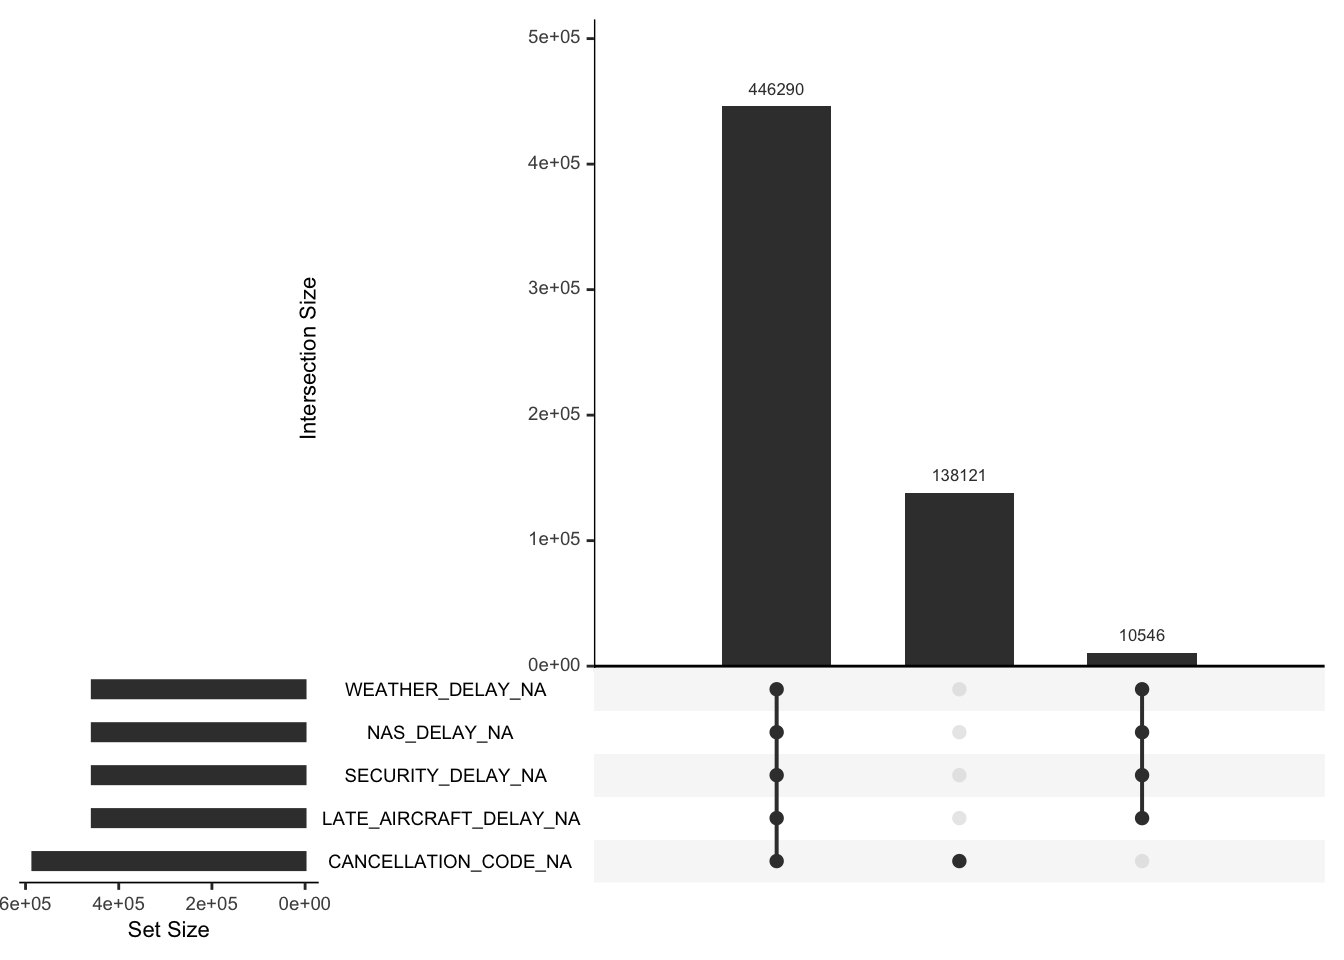 5e+05
446290
4e+05
3e+05
Intersection Size
2e+05
138121
1e+05
10546
0e+00
WEATHER_DELAY_NA
NAS_DELAY_NA
SECURITY_DELAY_NA
LATE_AIRCRAFT_DELAY_NA
CANCELLATION_CODE_NA
6e+05 4e+05 2e+05 0e+00
Set Size